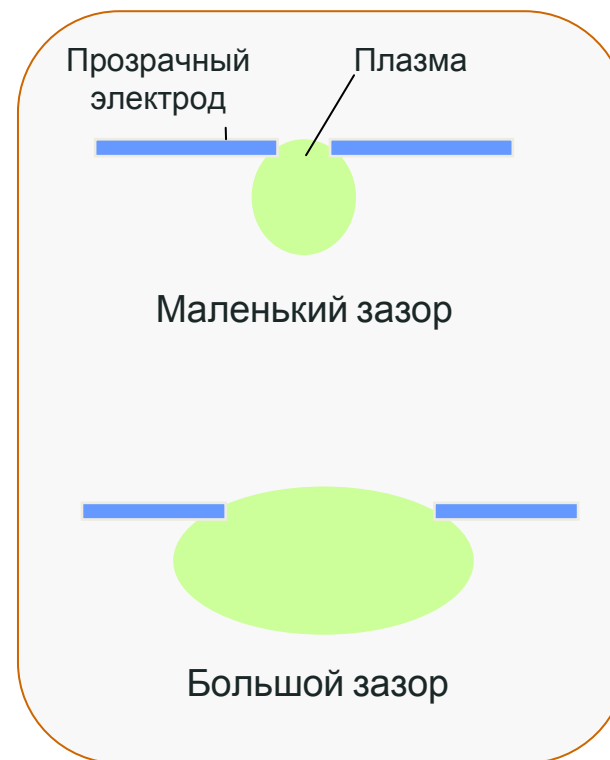 Прозрачный
электрод
Плазма
Маленький зазор
Большой зазор